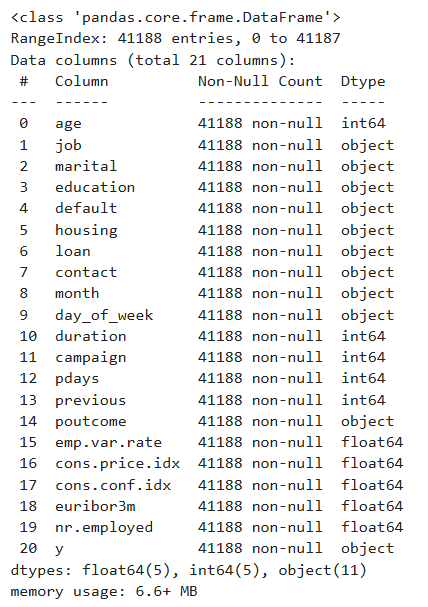 <class 'pandas.core.frame.DataFrame'>
RangeIndex: 41188 entries, 0 to 41187
Data columns (total 21 columns):
 #   Column          Non-Null Count  Dtype
---  ------          --------------  -----
 0   age             41188 non-null  int64
 1   job             41188 non-null  object
 2   marital         41188 non-null  object
 3   education       41188 non-null  object
 4   default         41188 non-null  object
 5   housing         41188 non-null  object
 6   loan            41188 non-null  object
 7   contact         41188 non-null  object
 8   month           41188 non-null  object
 9   day_of_week     41188 non-null  object
 10  duration        41188 non-null  int64
 11  campaign        41188 non-null  int64
 12  pdays           41188 non-null  int64
 13  previous        41188 non-null  int64
 14  poutcome        41188 non-null  object
 15  emp.var.rate    41188 non-null  float64
 16  cons.price.idx  41188 non-null  float64
 17  cons.conf.idx   41188 non-null  float64
 18  euribor3m       41188 non-null  float64
 19  nr.employed     41188 non-null  float64
 20  y               41188 non-null  object
dtypes: float64(5), int64(5), object(11)
memory usage: 6.6+ MB